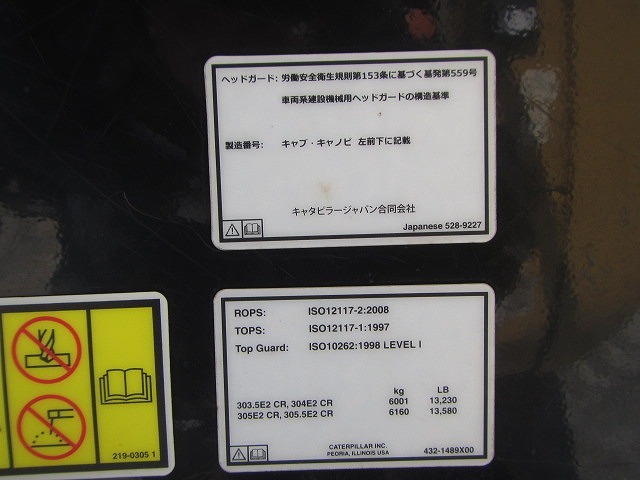 ヘッドガード: 労働安全衛生規則第153条に基づく基発第559号
車両系建設機械用ヘッドガードの構造基準
製造番号: キャブ・キャノピ 左前下に記載
キャタピラージャパン合同会社
Japanese 528-9227
ROPS: ISO12117-2:2008
TOPS: ISO12117-1:1997
Top Guard: ISO10262:1998 LEVEL I
kg LB
303.5E2 CR, 304E2 CR 6001 13,230
305E2 CR, 305.5E2 CR 6160 13,580
CATERPILLAR INC.
PEORIA, ILLINOIS USA
432-1489X00
219-0305 1